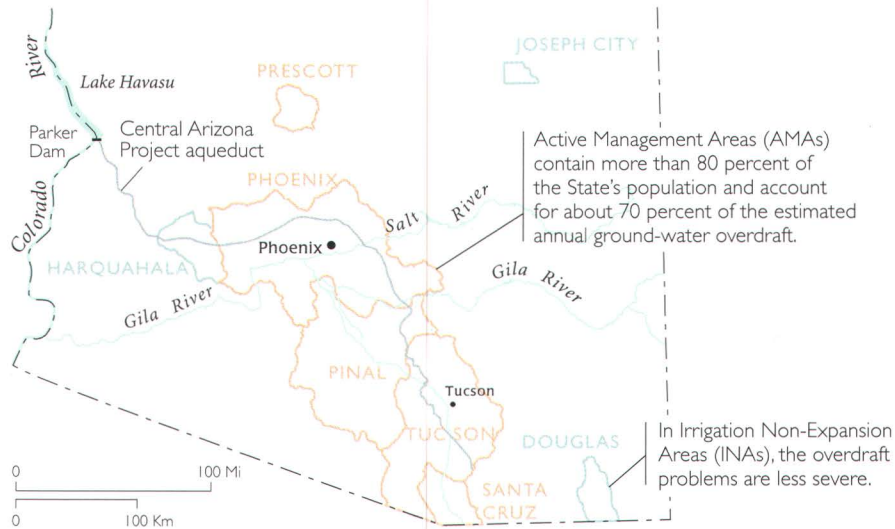 River
Lake Havasu
JOSEPH CITY
PRESCOTT
Parker
Dam
Central Arizona
Project aqueduct
Active Management Areas (AMAs)
contain more than 80 percent of
the State's population and account
for about 70 percent of the estimated
annual ground-water overdraft.
PHOENIX
Colorado
Salt River
Phoenix
HARQUAHALA
Gila River
Gila River
PINAL
Tucson
TUCSON
DOUGLAS
In Irrigation Non-Expansion
Areas (INAs), the overdraft
problems are less severe.
SANTA
CRUZ
0 100 Mi
0 100 Km